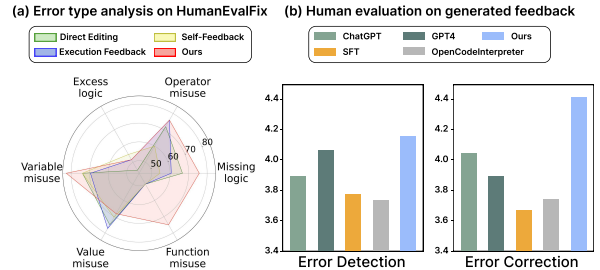 (a) Error type analysis on HumanEvalFix
Direct Editing
Self-Feedback
Execution Feedback
Ours
Excess
logic
Operator
misuse
Variable
misuse
50
60
70
80
Missing
logic
Value
misuse
Function
misuse
(b) Human evaluation on generated feedback
ChatGPT
GPT4
Ours
SFT
OpenCodeInterpreter
4.4
4.2
4.0
3.8
3.6
3.4
Error Detection
4.4
4.2
4.0
3.8
3.6
3.4
Error Correction